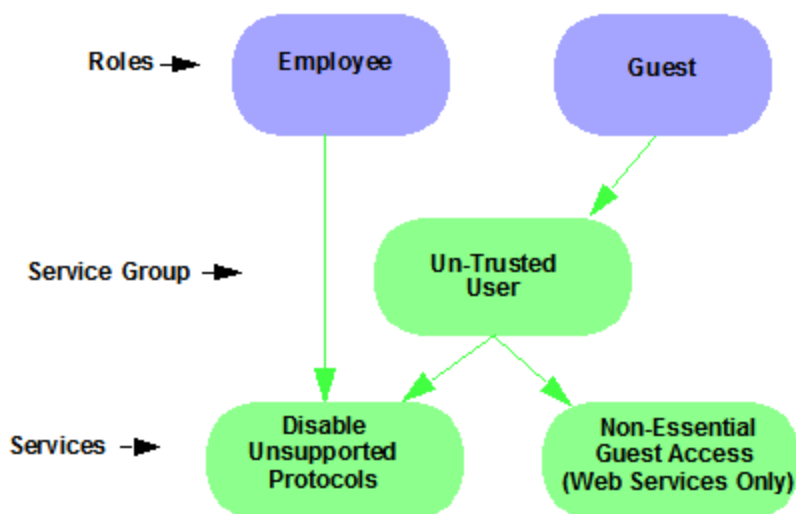 Roles
Employee
Guest
Service Group
Un-Trusted
User
Services
Disable
Unsupported
Protocols
Non-Essential
Guest Access
(Web Services Only)